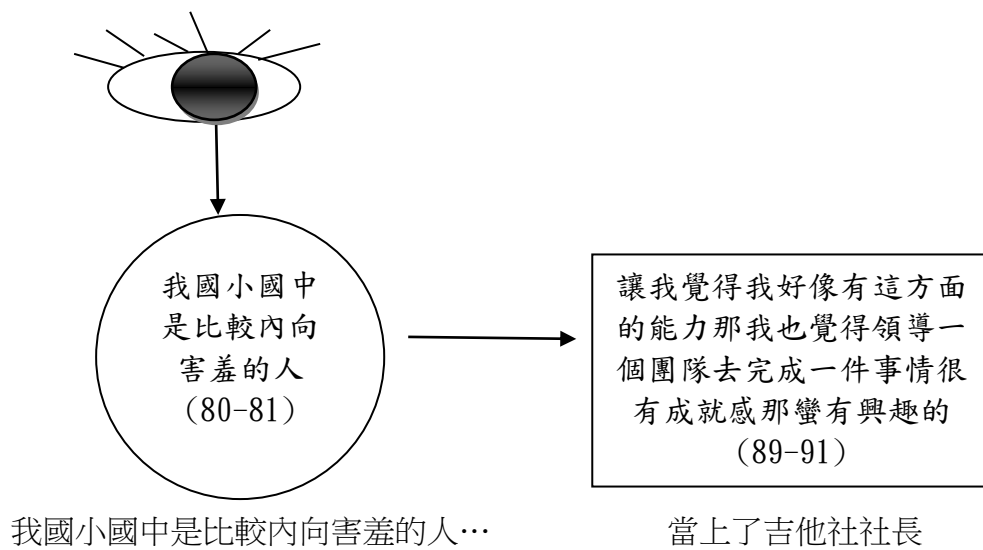 我國小國中
是比較內向
害羞的人
(80-81)
讓我覺得我好像有這方面
的能力那我也覺得領導一
個團隊去完成一件事情很
有成就感那蠻有興趣的
(89-91)
我國小國中是比較內向害羞的人…
當上了吉他社社長